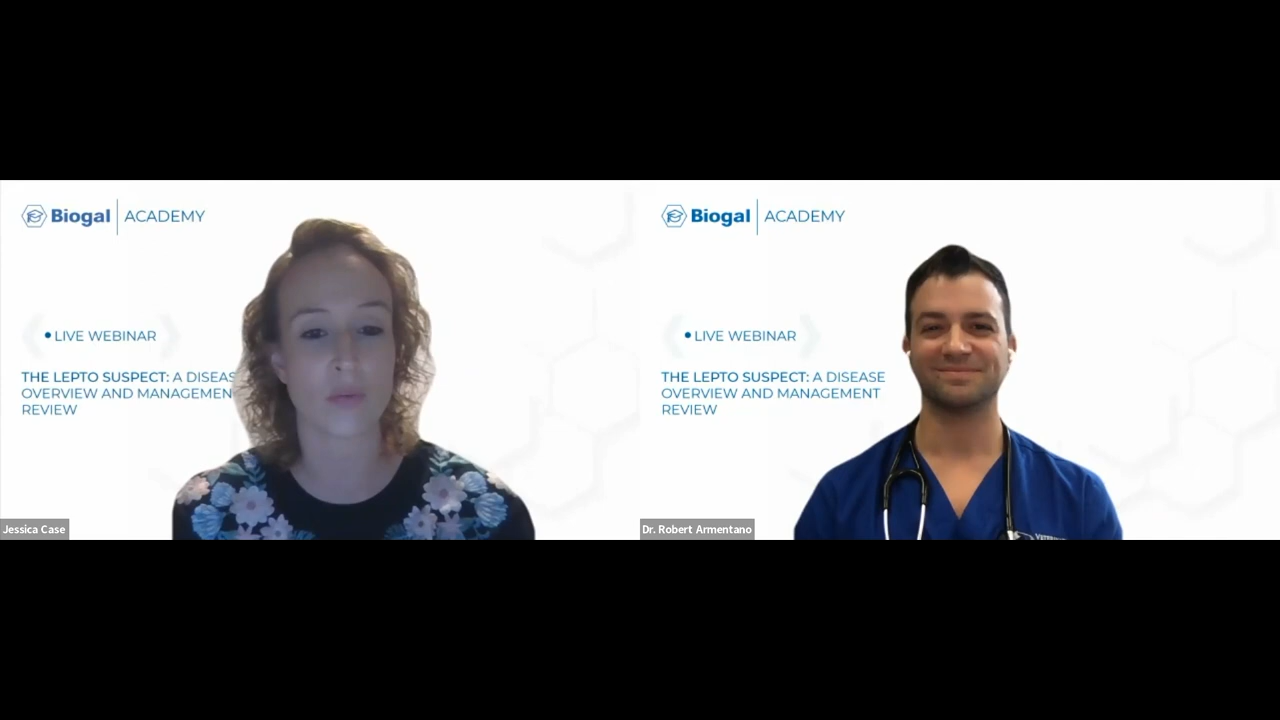 Biogal | ACADEMY
LIVE WEBINAR
THE LEPTO SUSPECT: A DISEAS
OVERVIEW AND MANAGEMEN
REVIEW
Jessica Case
Biogal | ACADEMY
LIVE WEBINAR
THE LEPTO SUSPECT: A DISEASE
OVERVIEW AND MANAGEMENT
REVIEW
Dr. Robert Armentano